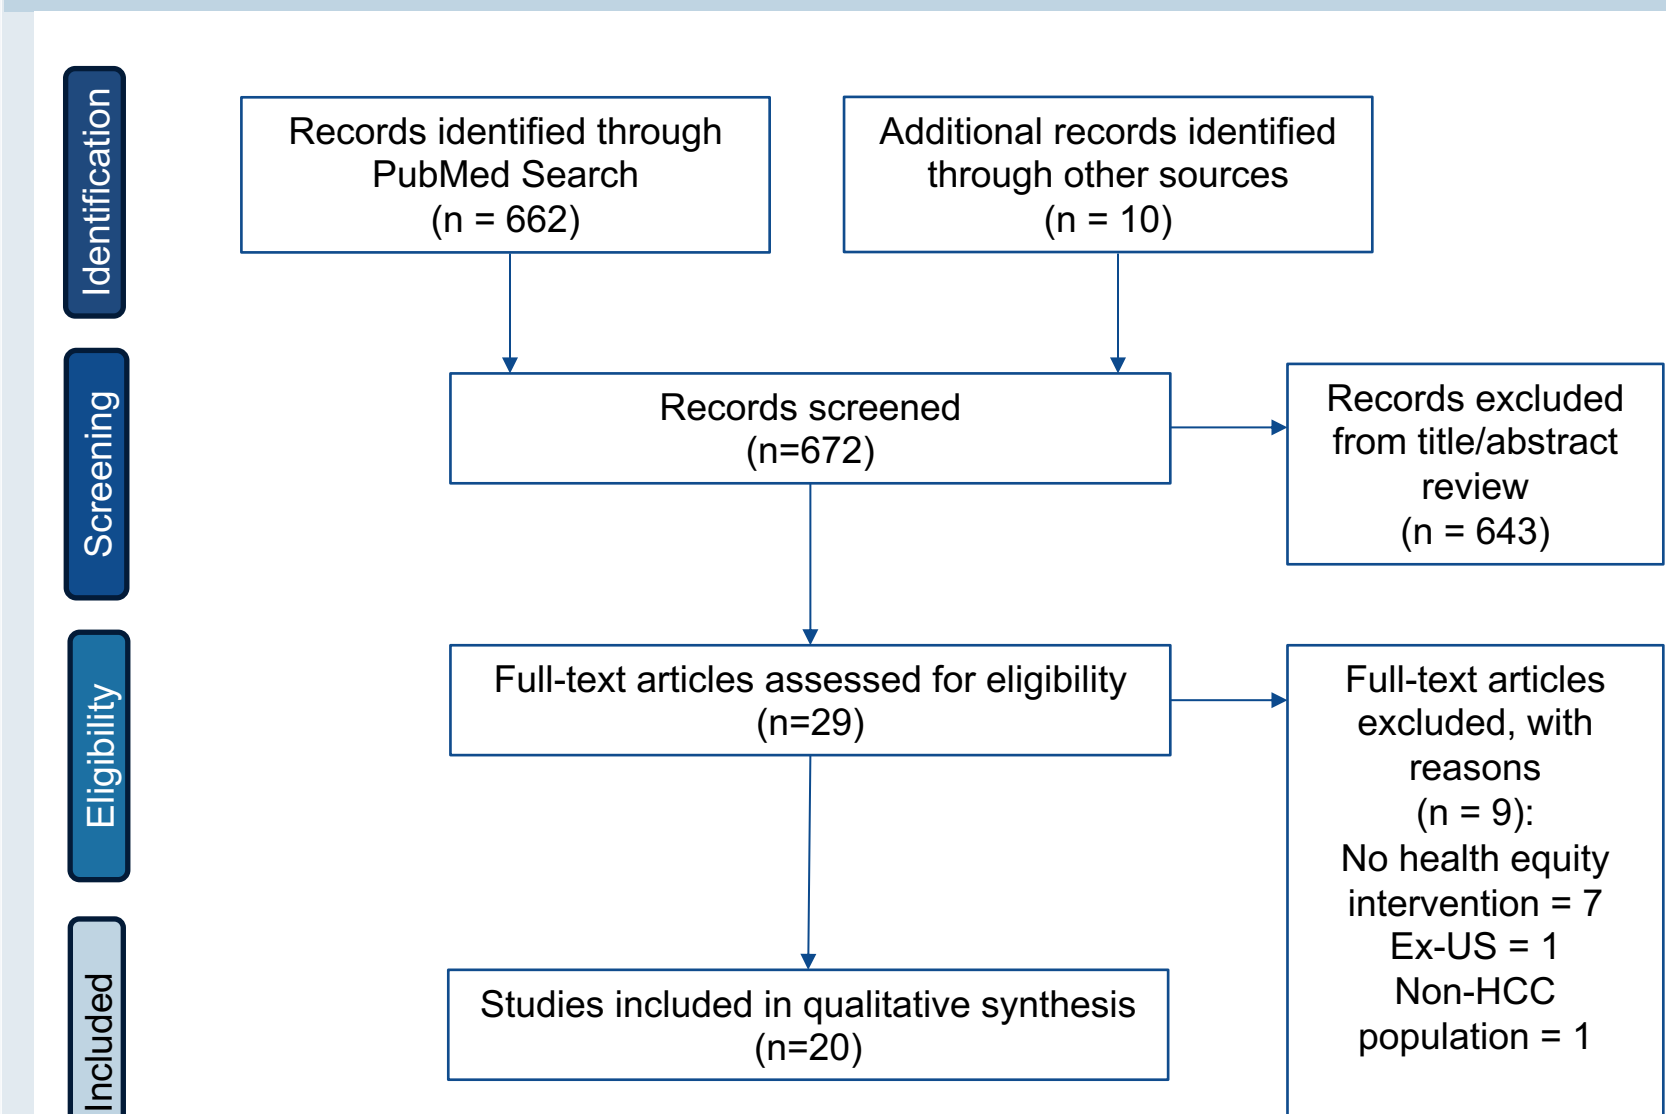 Identification
Records identified through
PubMed Search
(n = 662)
Additional records identified
through other sources
(n = 10)
Screening
Records screened
(n=672)
Records excluded
from title/abstract
review
(n = 643)
Eligibility
Full-text articles assessed for eligibility
(n=29)
Full-text articles
excluded, with
reasons
(n = 9):
No health equity
intervention = 7
Ex-US = 1
Non-HCC
population = 1
Included
Studies included in qualitative synthesis
(n=20)